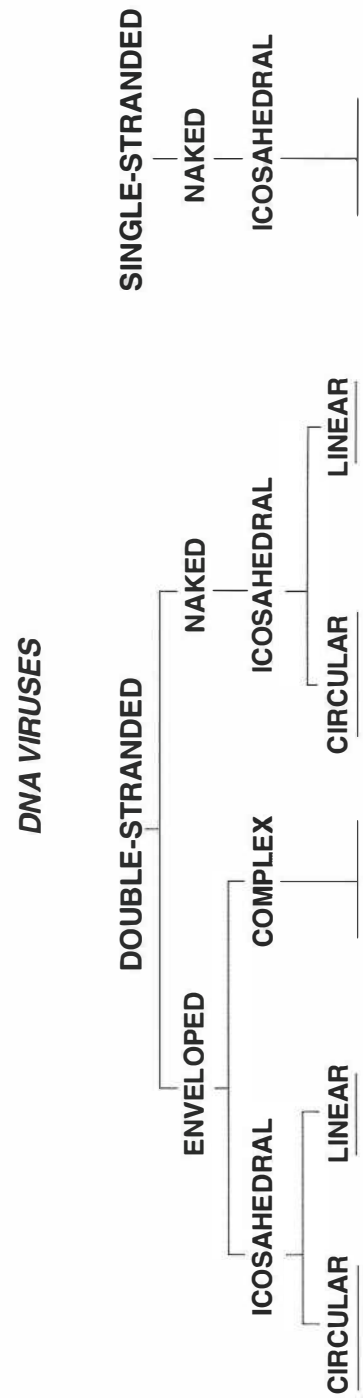 DNA VIRUSES
DOUBLE-STRANDED SINGLE-STRANDED
ENVELOPED NAKED NAKED
ICOSAHEDRAL COMPLEX ICOSAHEDRAL ICOSAHEDRAL
CIRCULAR LINEAR CIRCULAR LINEAR